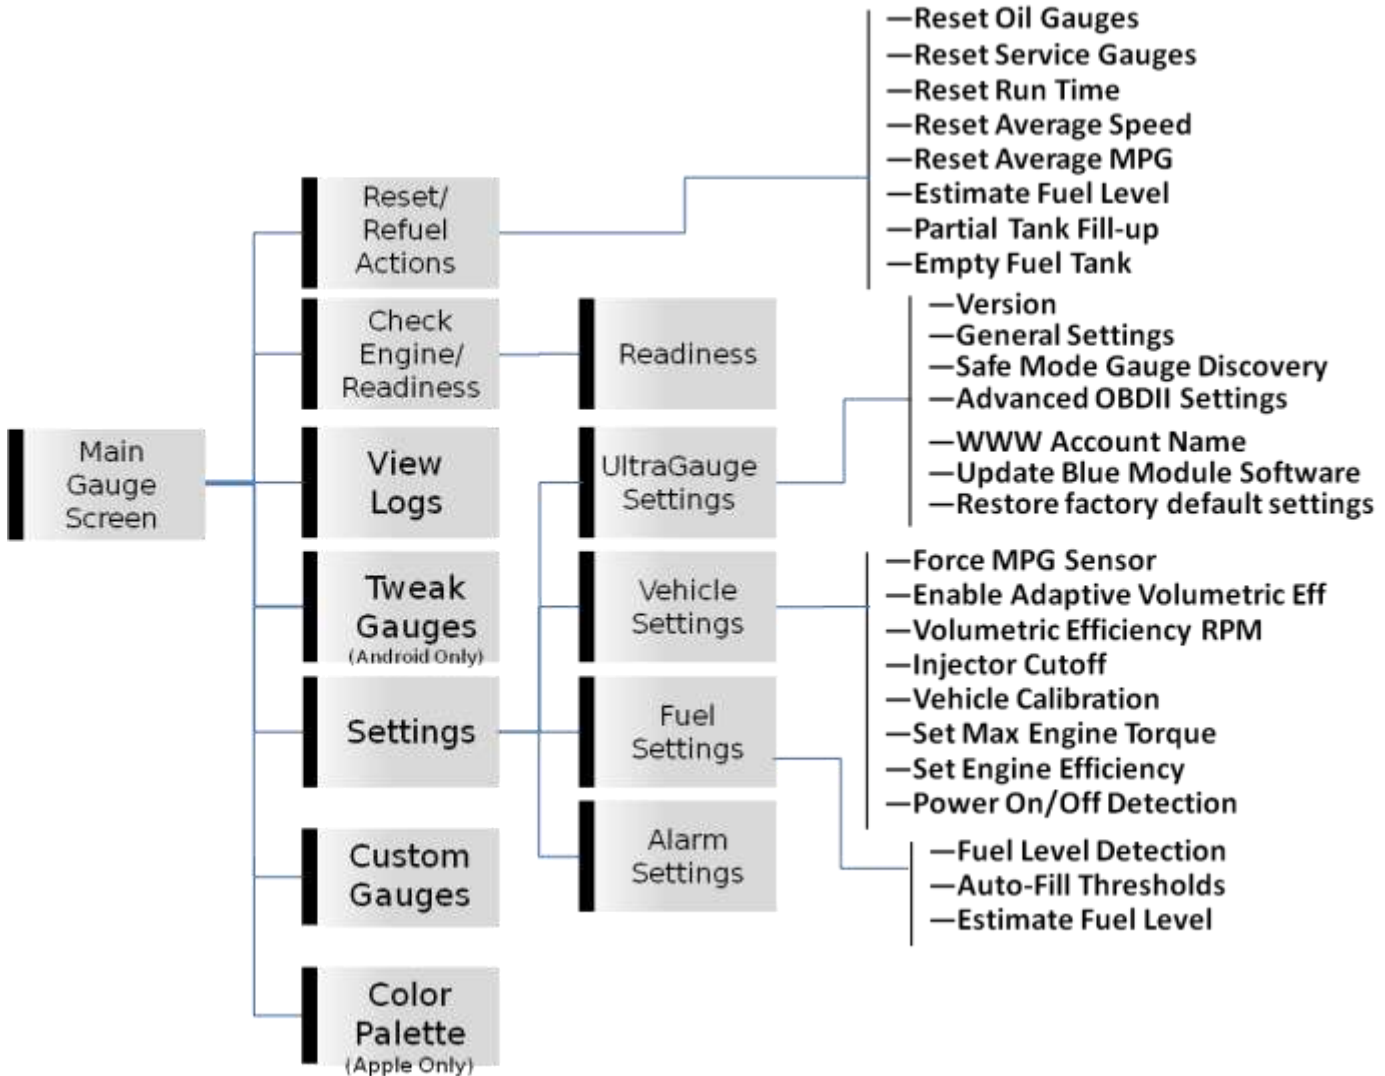 Main
Gauge
Screen
Reset/
Refuel
Actions
Check
Engine/
Readiness
View
Logs
Tweak
Gauges
(Android Only)
Settings
Custom
Gauges
Color
Palette
(Apple Only)
Readiness
UltraGauge
Settings
Vehicle
Settings
Fuel
Settings
Alarm
Settings
—Reset Oil Gauges
—Reset Service Gauges
—Reset Run Time
—Reset Average Speed
—Reset Average MPG
—Estimate Fuel Level
—Partial Tank Fill-up
—Empty Fuel Tank
—Version
—General Settings
—Safe Mode Gauge Discovery
—Advanced OBDII Settings
—WWW Account Name
—Update Blue Module Software
—Restore factory default settings
—Force MPG Sensor
—Enable Adaptive Volumetric Eff
—Volumetric Efficiency RPM
—Injector Cutoff
—Vehicle Calibration
—Set Max Engine Torque
—Set Engine Efficiency
—Power On/Off Detection
—Fuel Level Detection
—Auto-Fill Thresholds
—Estimate Fuel Level